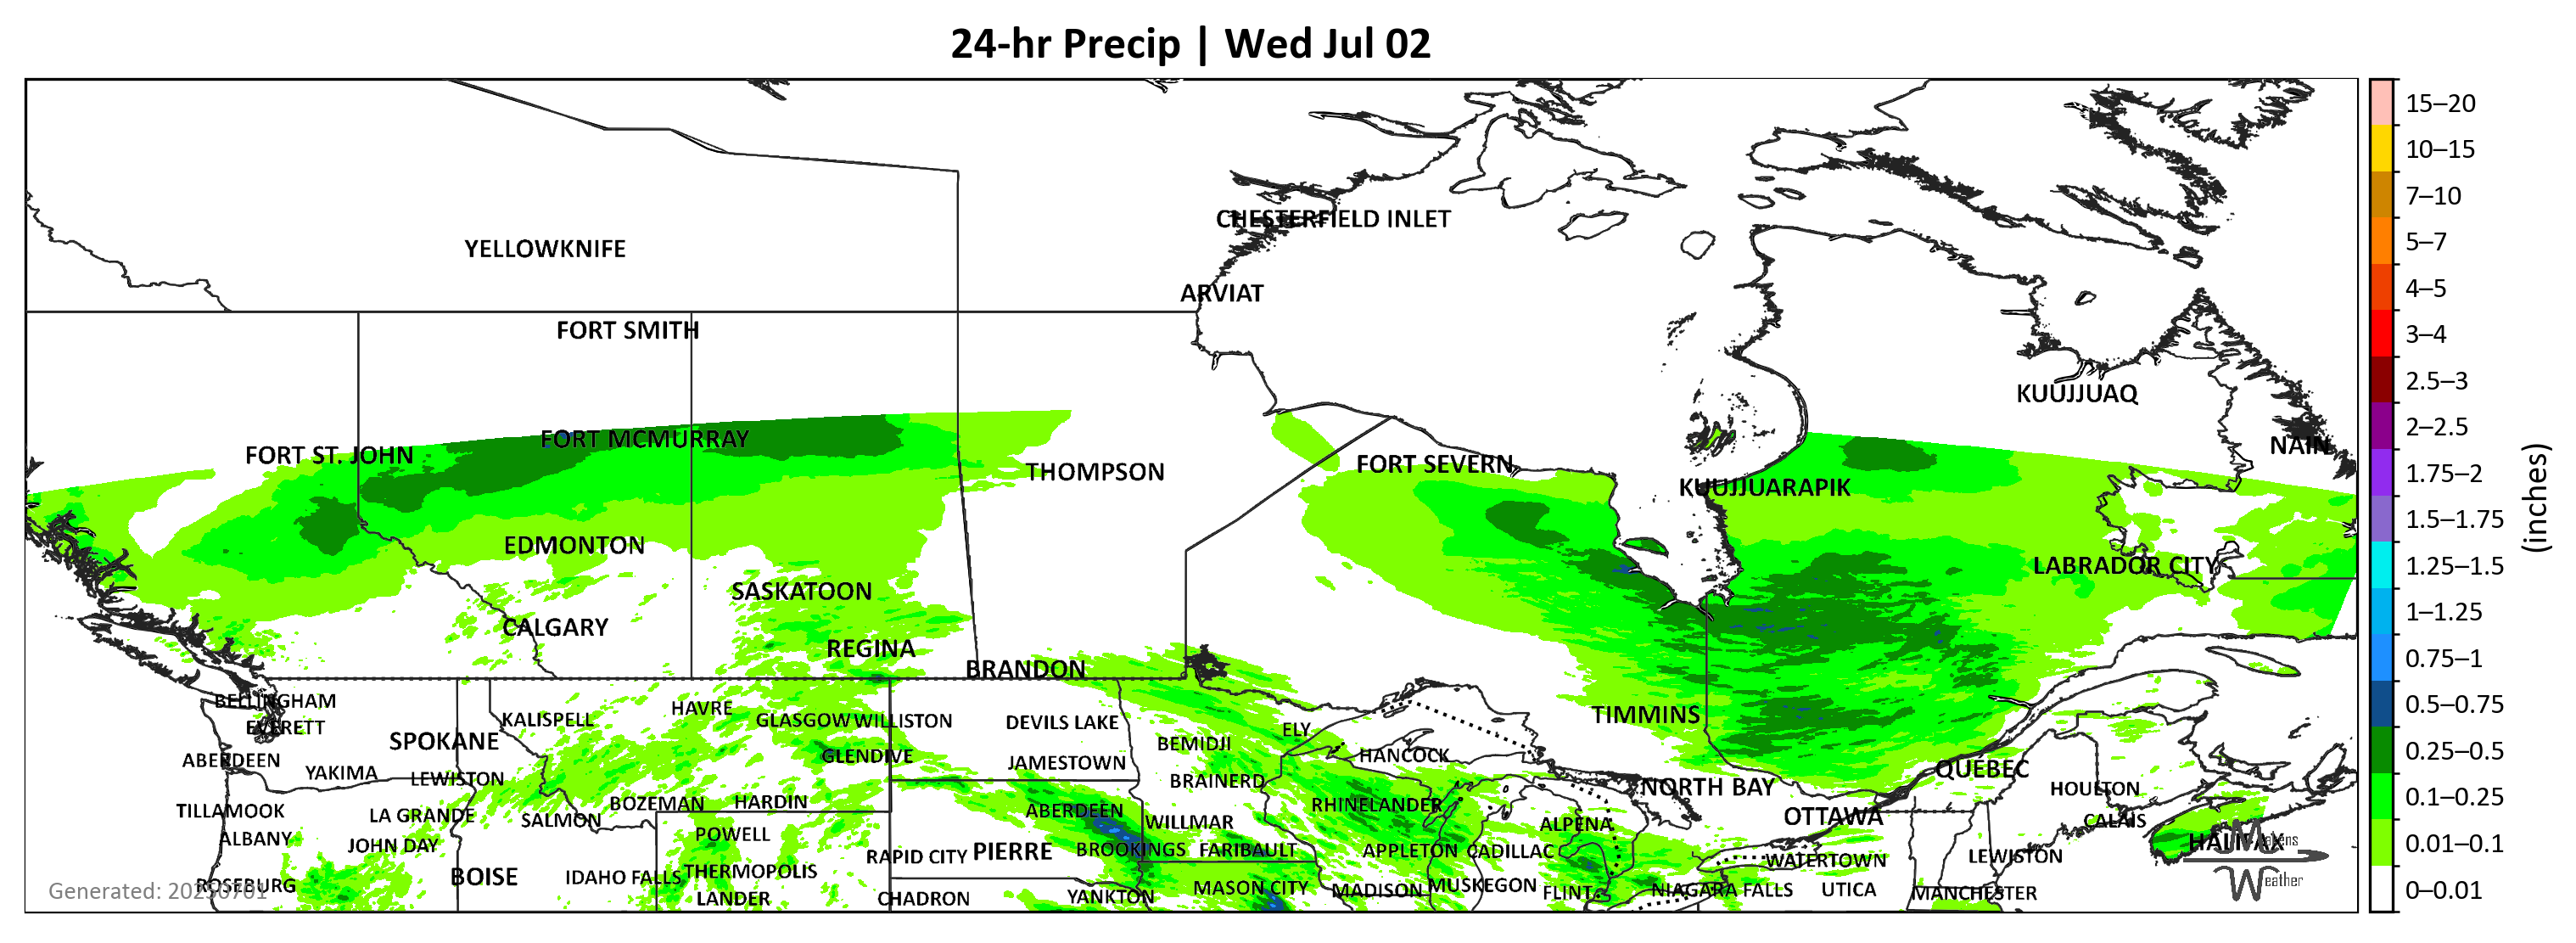 24-hr Precip | Wed Jul 02
15–20
10–15
7–10
5–7
4–5
3–4
2.5–3
2–2.5
1.75–2
1.5–1.75
1.25–1.5
1–1.25
0.75–1
0.5–0.75
0.25–0.5
0.1–0.25
0.01–0.1
0–0.01
(inches)
CHESTERFIELD INLET
YELLOWKNIFE
ARVIAT
FORT SMITH
KUUJJUAQ
FORT MCMURRAY
NAIN
FORT ST. JOHN
FORT SEVERN
THOMPSON
KUUJJUARAPIK
EDMONTON
LABRADOR CITY
SASKATOON
CALGARY
REGINA
BRANDON
BELLINGHAM
HAVRE
TIMMINS
KALISPELL
GLASGOW
WILLISTON
DEVILS LAKE
EVERETT
ELY
SPOKANE
BEMIDJI
GLENDIVE
HANCOCK
ABERDEEN
JAMESTOWN
QUÉBEC
YAKIMA
LEWISTON
BRAINERD
NORTH BAY
HOULTON
BOZEMAN
HARDIN
RHINELANDER
TILLAMOOK
LA GRANDE
ABERDEEN
OTTAWA
SALMON
WILLMAR
CALAIS
ALPENA
POWELL
ALBANY
JOHN DAY
HALIFAX
Matens
BROOKINGS
FARIBAULT
APPLETON
CADILLAC
PIERRE
RAPID CITY
LEWISTON
WATERTOWN
THERMOPOLIS
BOISE
IDAHO FALLS
Weather
ROSEBURG
MASON CITY
MADISON
MUSKEGON
FLINT
NIAGARA FALLS
UTICA
MANCHESTER
Generated: 20250701
LANDER
CHADRON
YANKTON